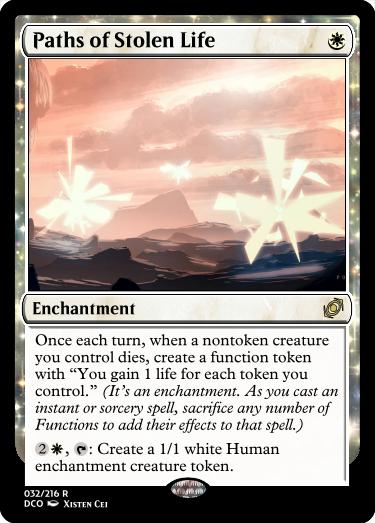 Paths of Stolen Life
Enchantment
Once each turn, when a nontoken creature
you control dies, create a function token
with “You gain 1 life for each token you
control.” (It’s an enchantment. As you cast an
instant or sorcery spell, sacrifice any number of
Functions to add their effects to that spell.)
2, : Create a 1/1 white Human
enchantment creature token.
032/216 R
DCO Xisten Cei